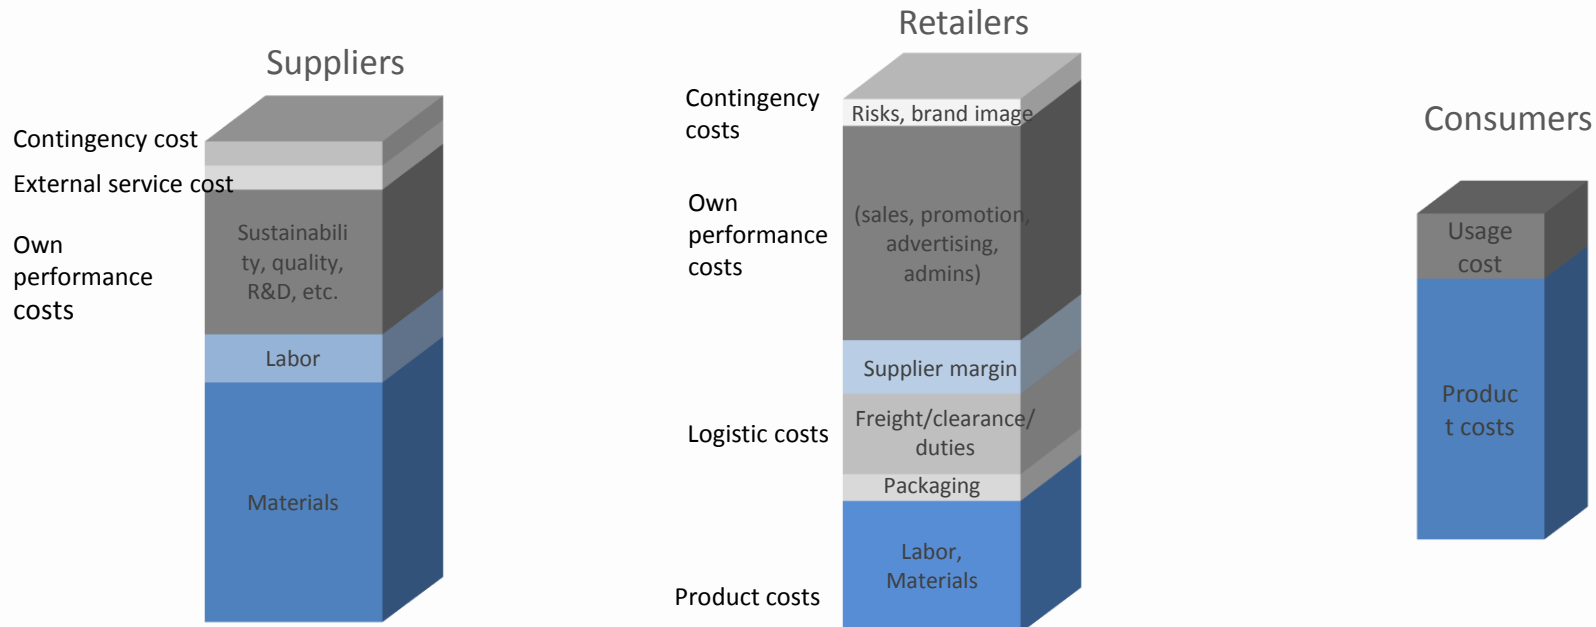 Suppliers
Contingency cost
External service cost
Own
performance
costs
Sustainabili
ty, quality,
R&D, etc.
Labor
Materials
Retailers
Contingency
costs
Risks, brand image
Own
performance
costs
(sales, promotion,
advertising,
admins)
Supplier margin
Logistic costs
Freight/clearance/
duties
Packaging
Labor,
Materials
Product costs
Consumers
Usage
cost
Produc
t costs